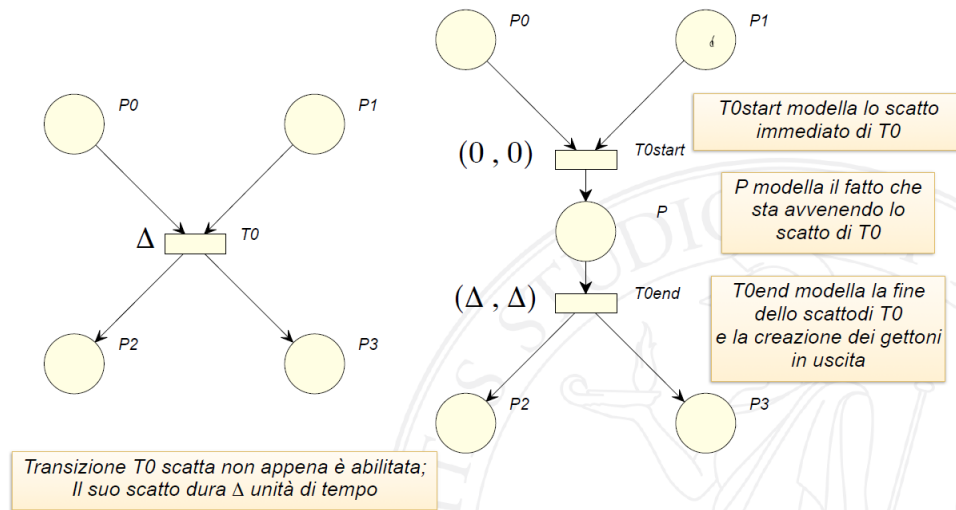 P0
P1
Δ
T0
P2
P3
Transizione T0 scatta non appena è abilitata;
Il suo scatto dura Δ unità di tempo
P0
P1
(0 , 0)
T0start
P
(Δ , Δ)
T0end
P2
P3
T0start modella lo scatto
immediato di T0
P modella il fatto che
sta avvenendo lo
scatto di T0
T0end modella la fine
dello scattodi T0
e la creazione dei gettoni
in uscita